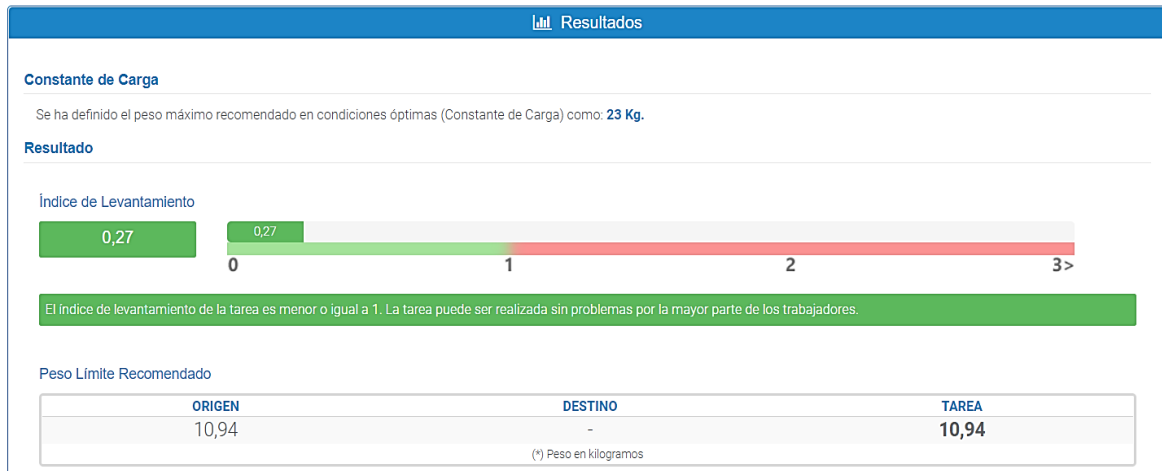 Resultados
Constante de Carga
Se ha definido el peso máximo recomendado en condiciones óptimas (Constante de Carga) como: 23 Kg.
Resultado
Índice de Levantamiento
0,27
0,27
0 1 2 3>
El índice de levantamiento de la tarea es menor o igual a 1. La tarea puede ser realizada sin problemas por la mayor parte de los trabajadores.
Peso Límite Recomendado
ORIGEN DESTINO TAREA
10,94 - 10,94
(*) Peso en kilogramos